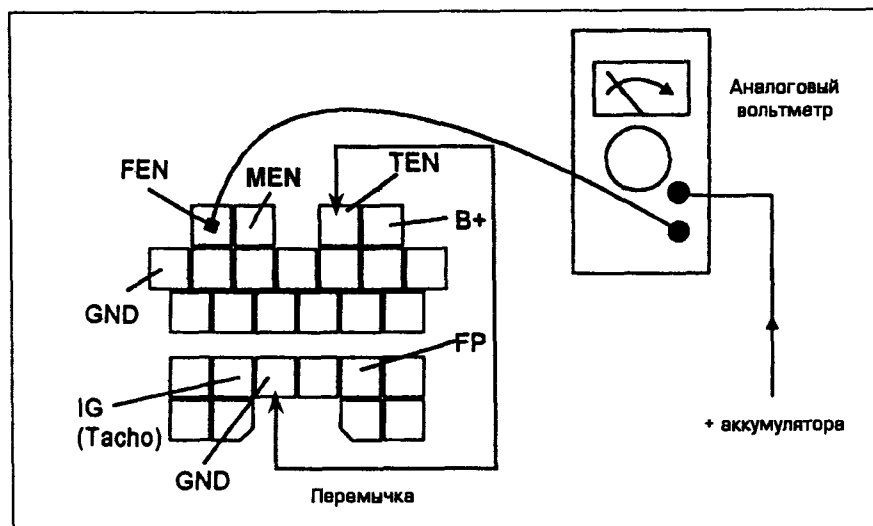 Аналоговый
вольтметр
FEN
MEN
TEN
B+
GND
FP
IG
(Tacho)
GND
+ аккумулятора
Перемычка